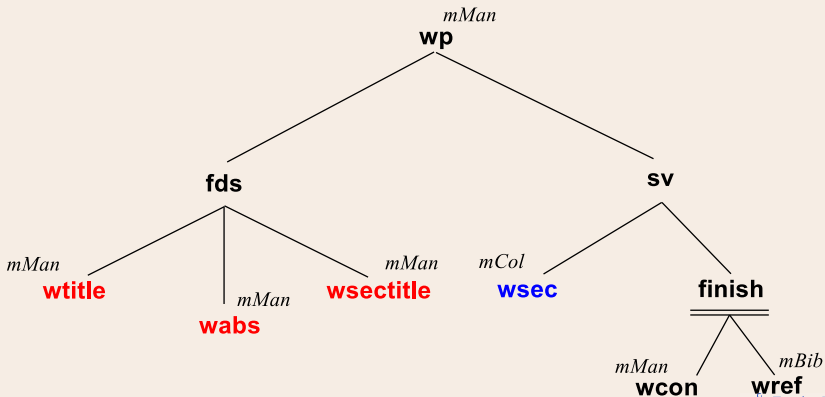 mMan
wp
fds
sv
mMan
wtitle
mMan
wabs
mMan
wsectitle
mCol
wsec
finish
mMan
wcon
mBib
wref